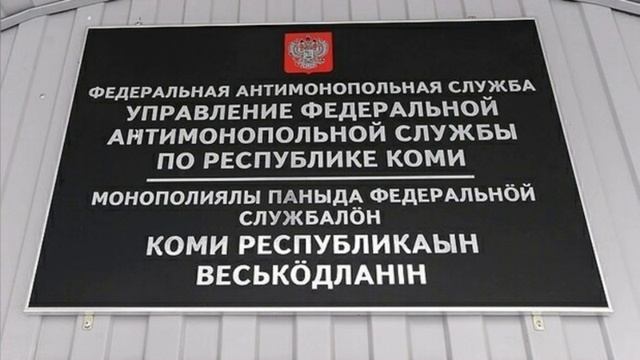 ФЕДЕРАЛЬНАЯ АНТИМОНОПОЛЬНАЯ СЛУЖБА
УПРАВЛЕНИЕ ФЕДЕРАЛЬНОЙ
АНТИМОНОПОЛЬНОЙ СЛУЖБЫ
ПО РЕСПУБЛИКЕ КОМИ
МОНОПОЛИЯЛЫ ПАНЫДА ФЕДЕРАЛЬНӦЙ
СЛУЖБАЛӦН
КОМИ РЕСПУБЛИКАЫН
ВЕСЬКӦДЛАНІН